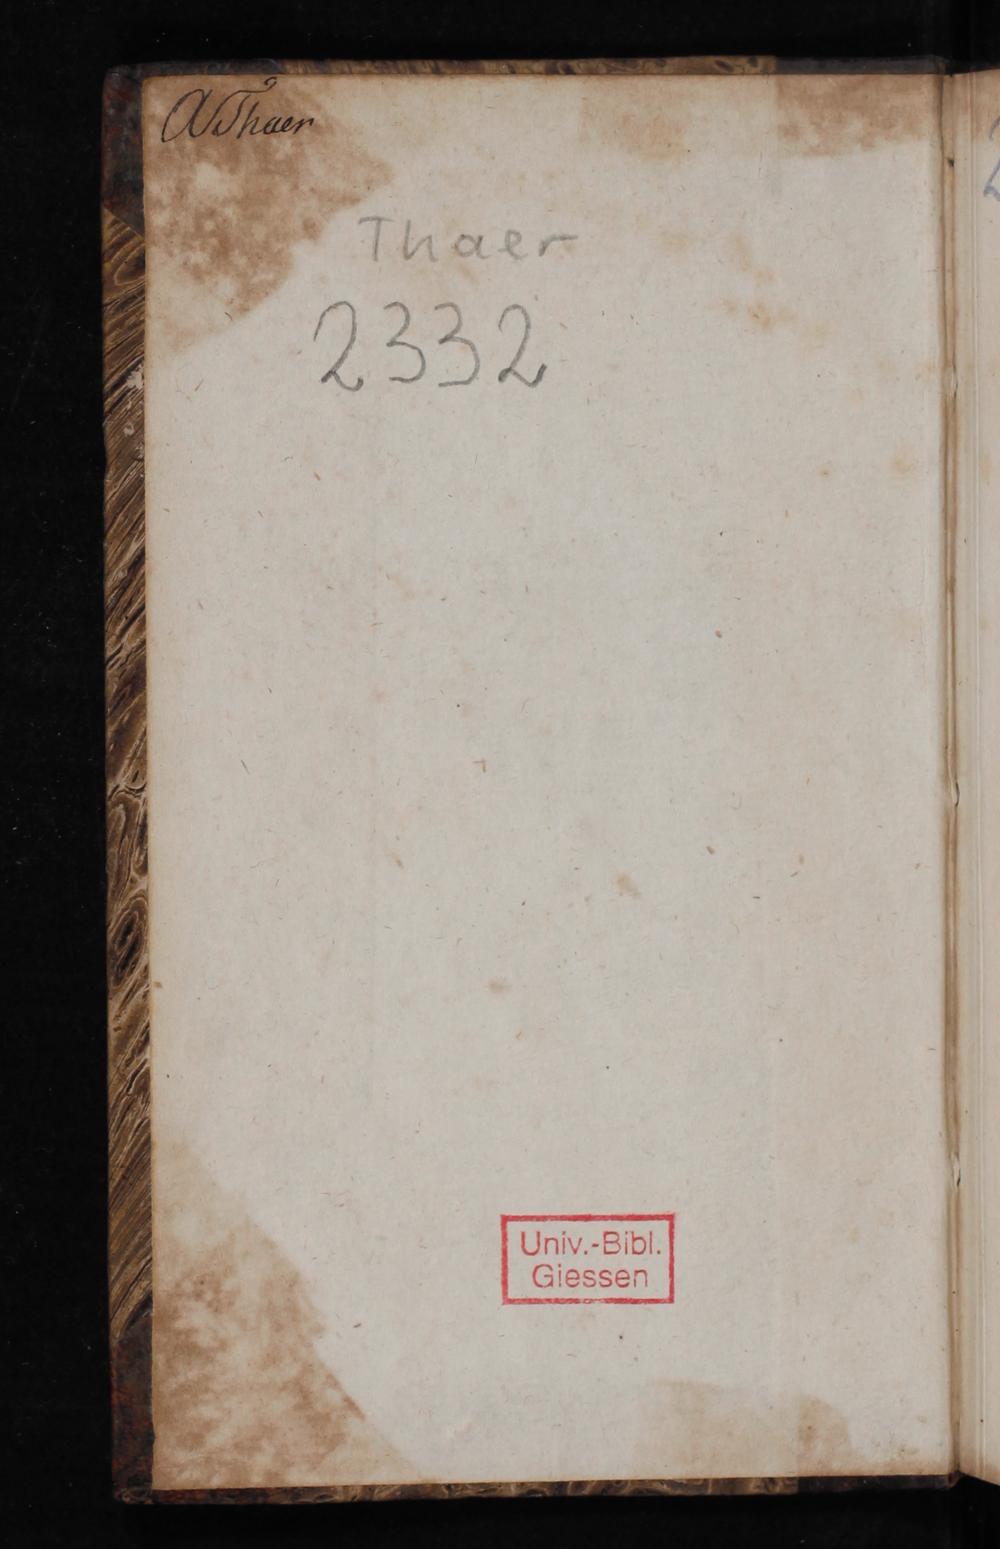 AThaer
Thaer
2332
Univ.-Bibl.
Giessen